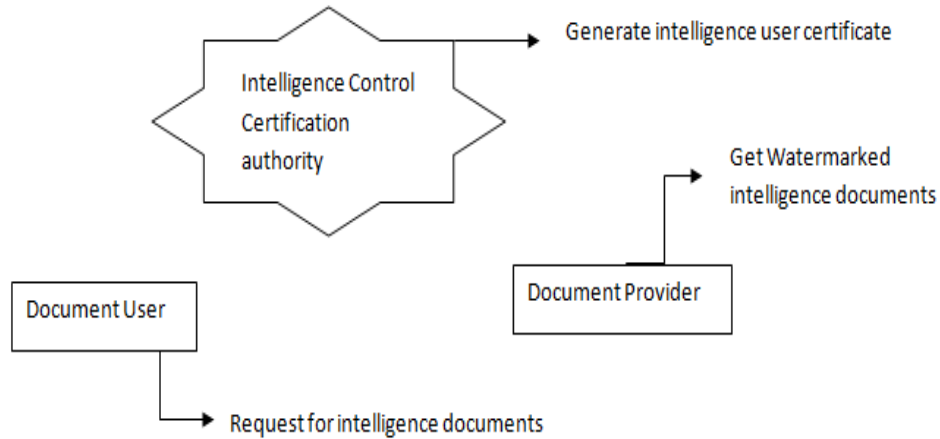 Generate intelligence user certificate
Intelligence Control
Certification
authority
Get Watermarked
intelligence documents
Document Provider
Document User
Request for intelligence documents